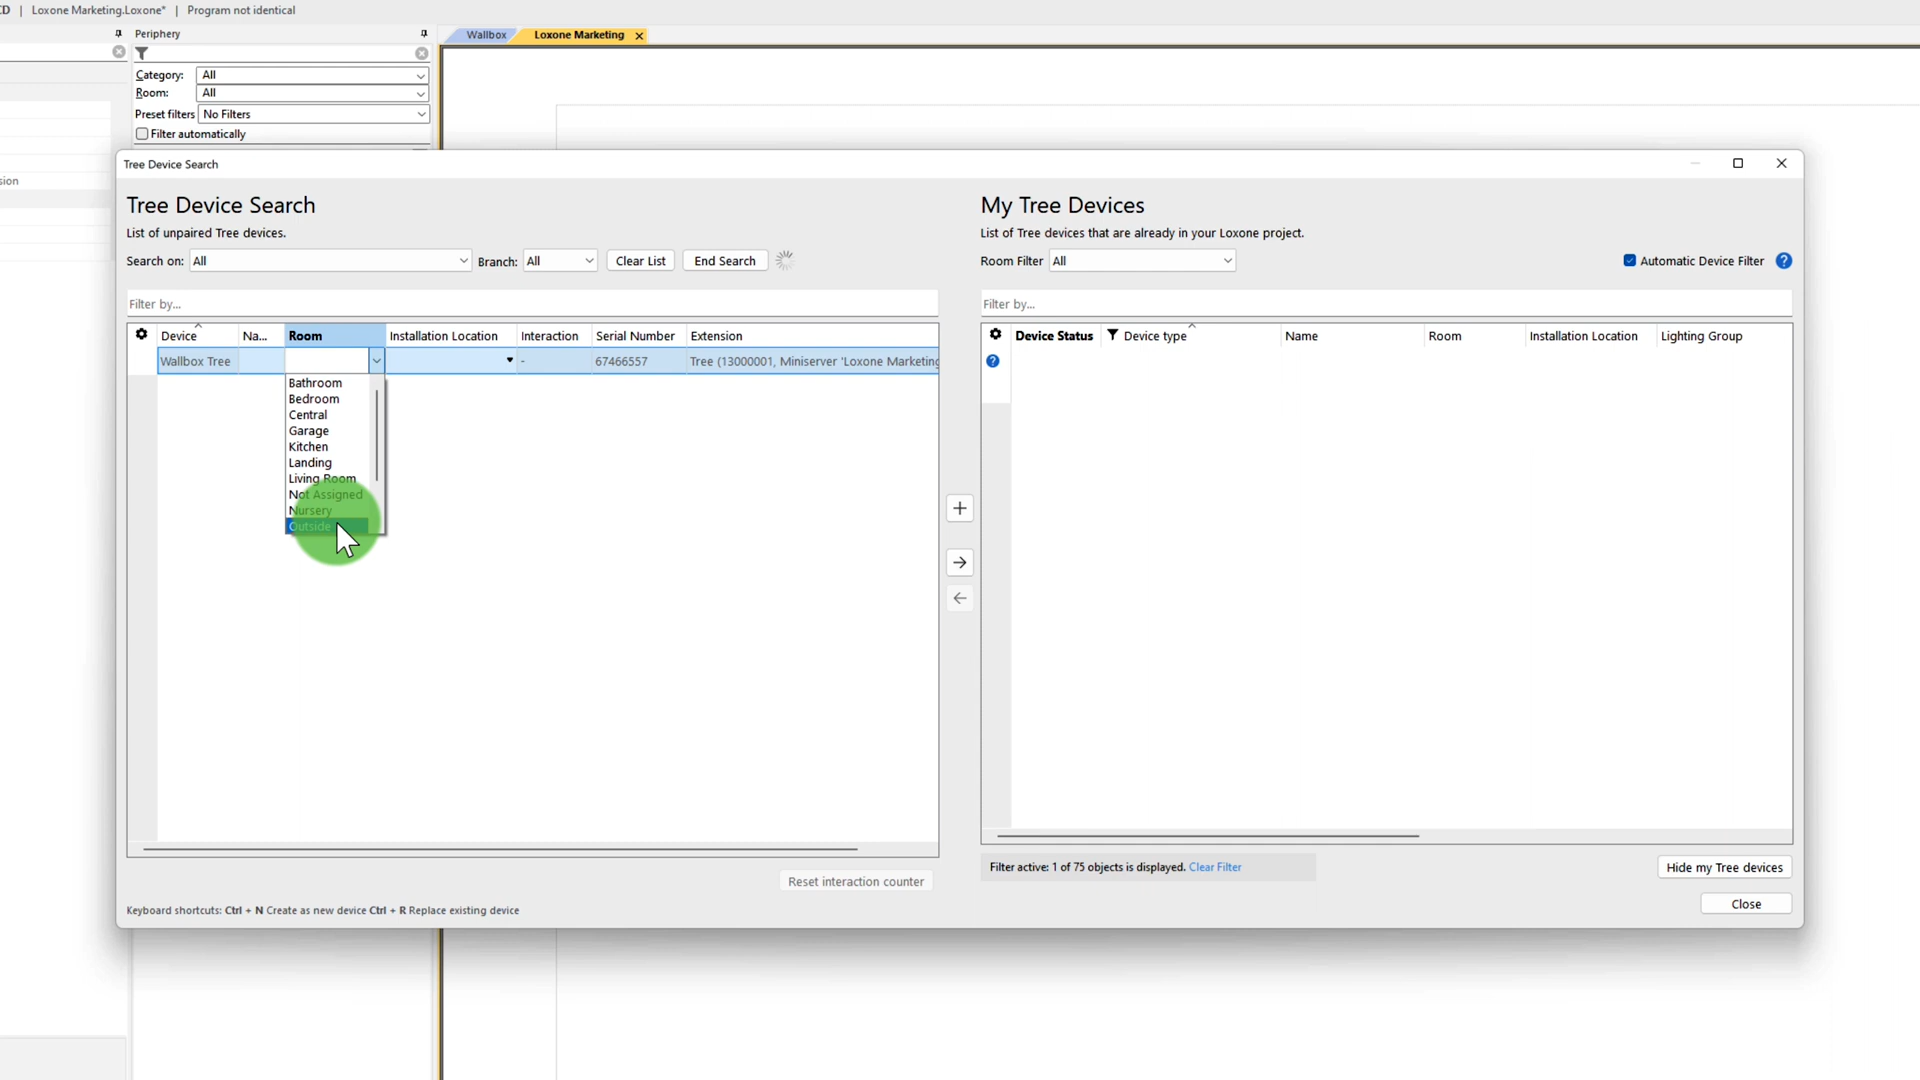 CD | Loxone Marketing.Loxone* | Program not identical
Periphery
Wallbox
Loxone Marketing
Category: All
Room: All
Preset filters No Filters
Filter automatically
sion
Tree Device Search
Tree Device Search
List of unpaired Tree devices.
Search on: All Branch: All Clear List End Search
Filter by...
Device Na... Room Installation Location Interaction Serial Number Extension
Wallbox Tree - 67466557 Tree (13000001, Miniserver 'Loxone Marketing
Bathroom
Bedroom
Central
Garage
Kitchen
Landing
Living Room
Not Assigned
Nursery
Outside
Reset interaction counter
Keyboard shortcuts: Ctrl + N Create as new device Ctrl + R Replace existing device
My Tree Devices
List of Tree devices that are already in your Loxone project.
Room Filter All Automatic Device Filter ?
Filter by...
Device Status Device type Name Room Installation Location Lighting Group
?
Filter active: 1 of 75 objects is displayed. Clear Filter
Hide my Tree devices
Close